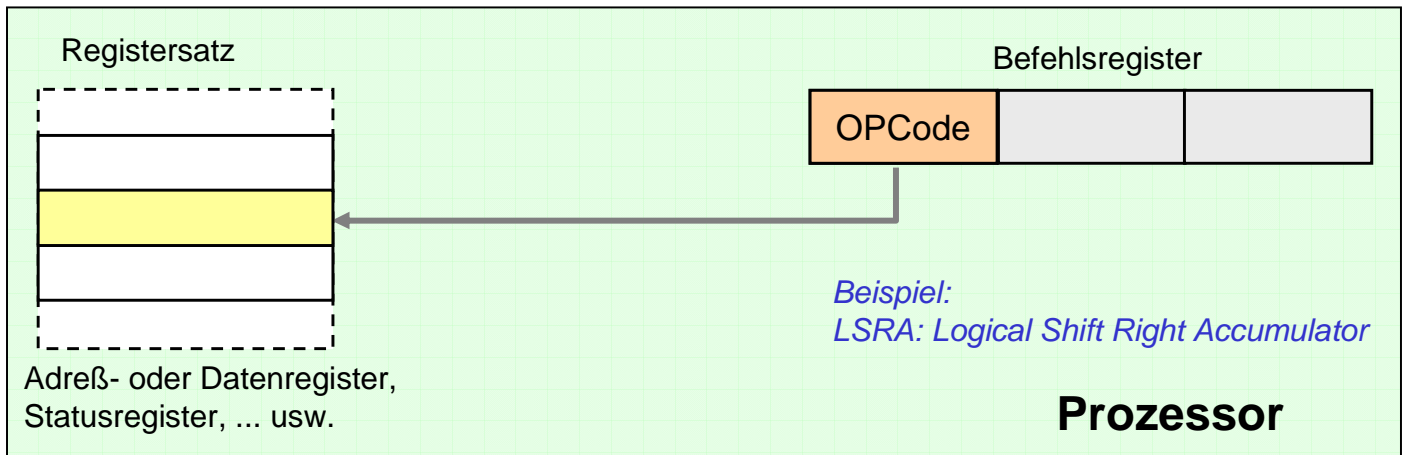 Registersatz
Befehlsregister
OPCode
Beispiel:
LSRA: Logical Shift Right Accumulator
Adreß- oder Datenregister,
Statusregister, ... usw.
Prozessor